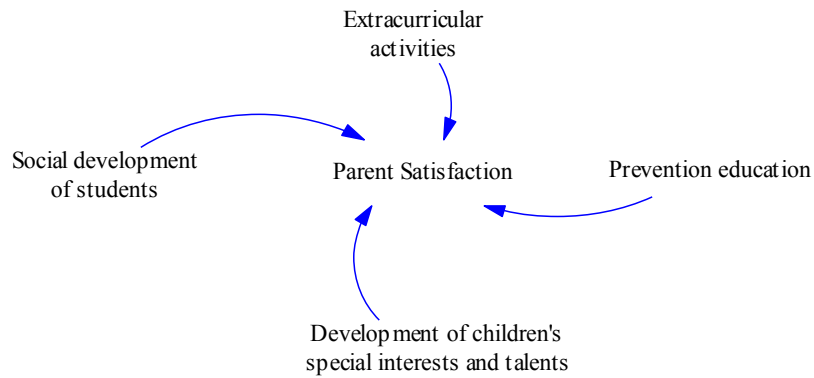 Extracurricular
activities
Social development
of students
Parent Satisfaction
Prevention education
Development of children's
special interests and talents